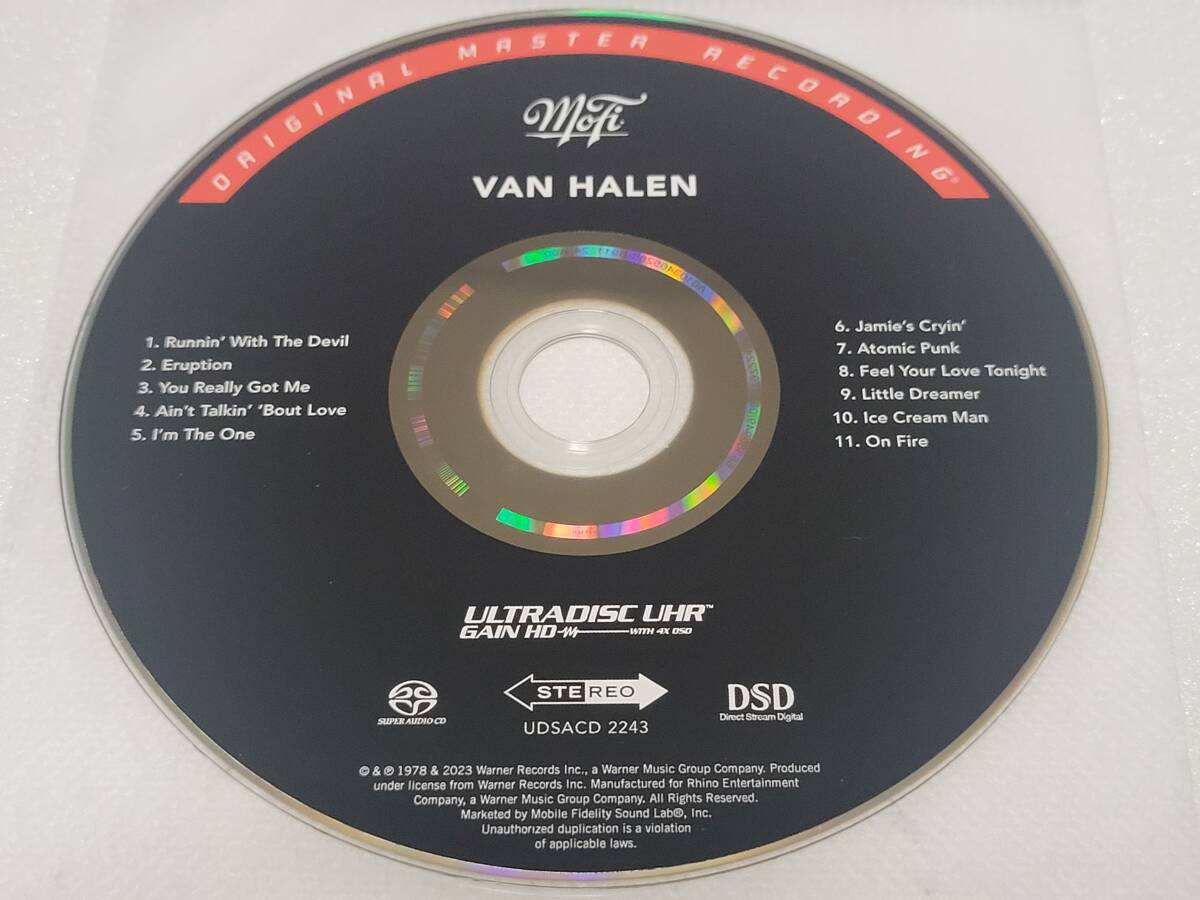 ORIGINAL MASTER RECORDING®
MoFi
VAN HALEN
1. Runnin' With The Devil
2. Eruption
3. You Really Got Me
4. Ain't Talkin' 'Bout Love
5. I'm The One
6. Jamie's Cryin'
7. Atomic Punk
8. Feel Your Love Tonight
9. Little Dreamer
10. Ice Cream Man
11. On Fire
ULTRADISC UHR™
GAIN HD WITH 4X DSD
SUPER AUDIO CD
STEREO
DSD
Direct Stream Digital
UDSACD 2243
© & ℗ 1978 & 2023 Warner Records Inc., a Warner Music Group Company. Produced
under license from Warner Records Inc. Manufactured for Rhino Entertainment
Company, a Warner Music Group Company. All Rights Reserved.
Marketed by Mobile Fidelity Sound Lab®, Inc.
Unauthorized duplication is a violation
of applicable laws.